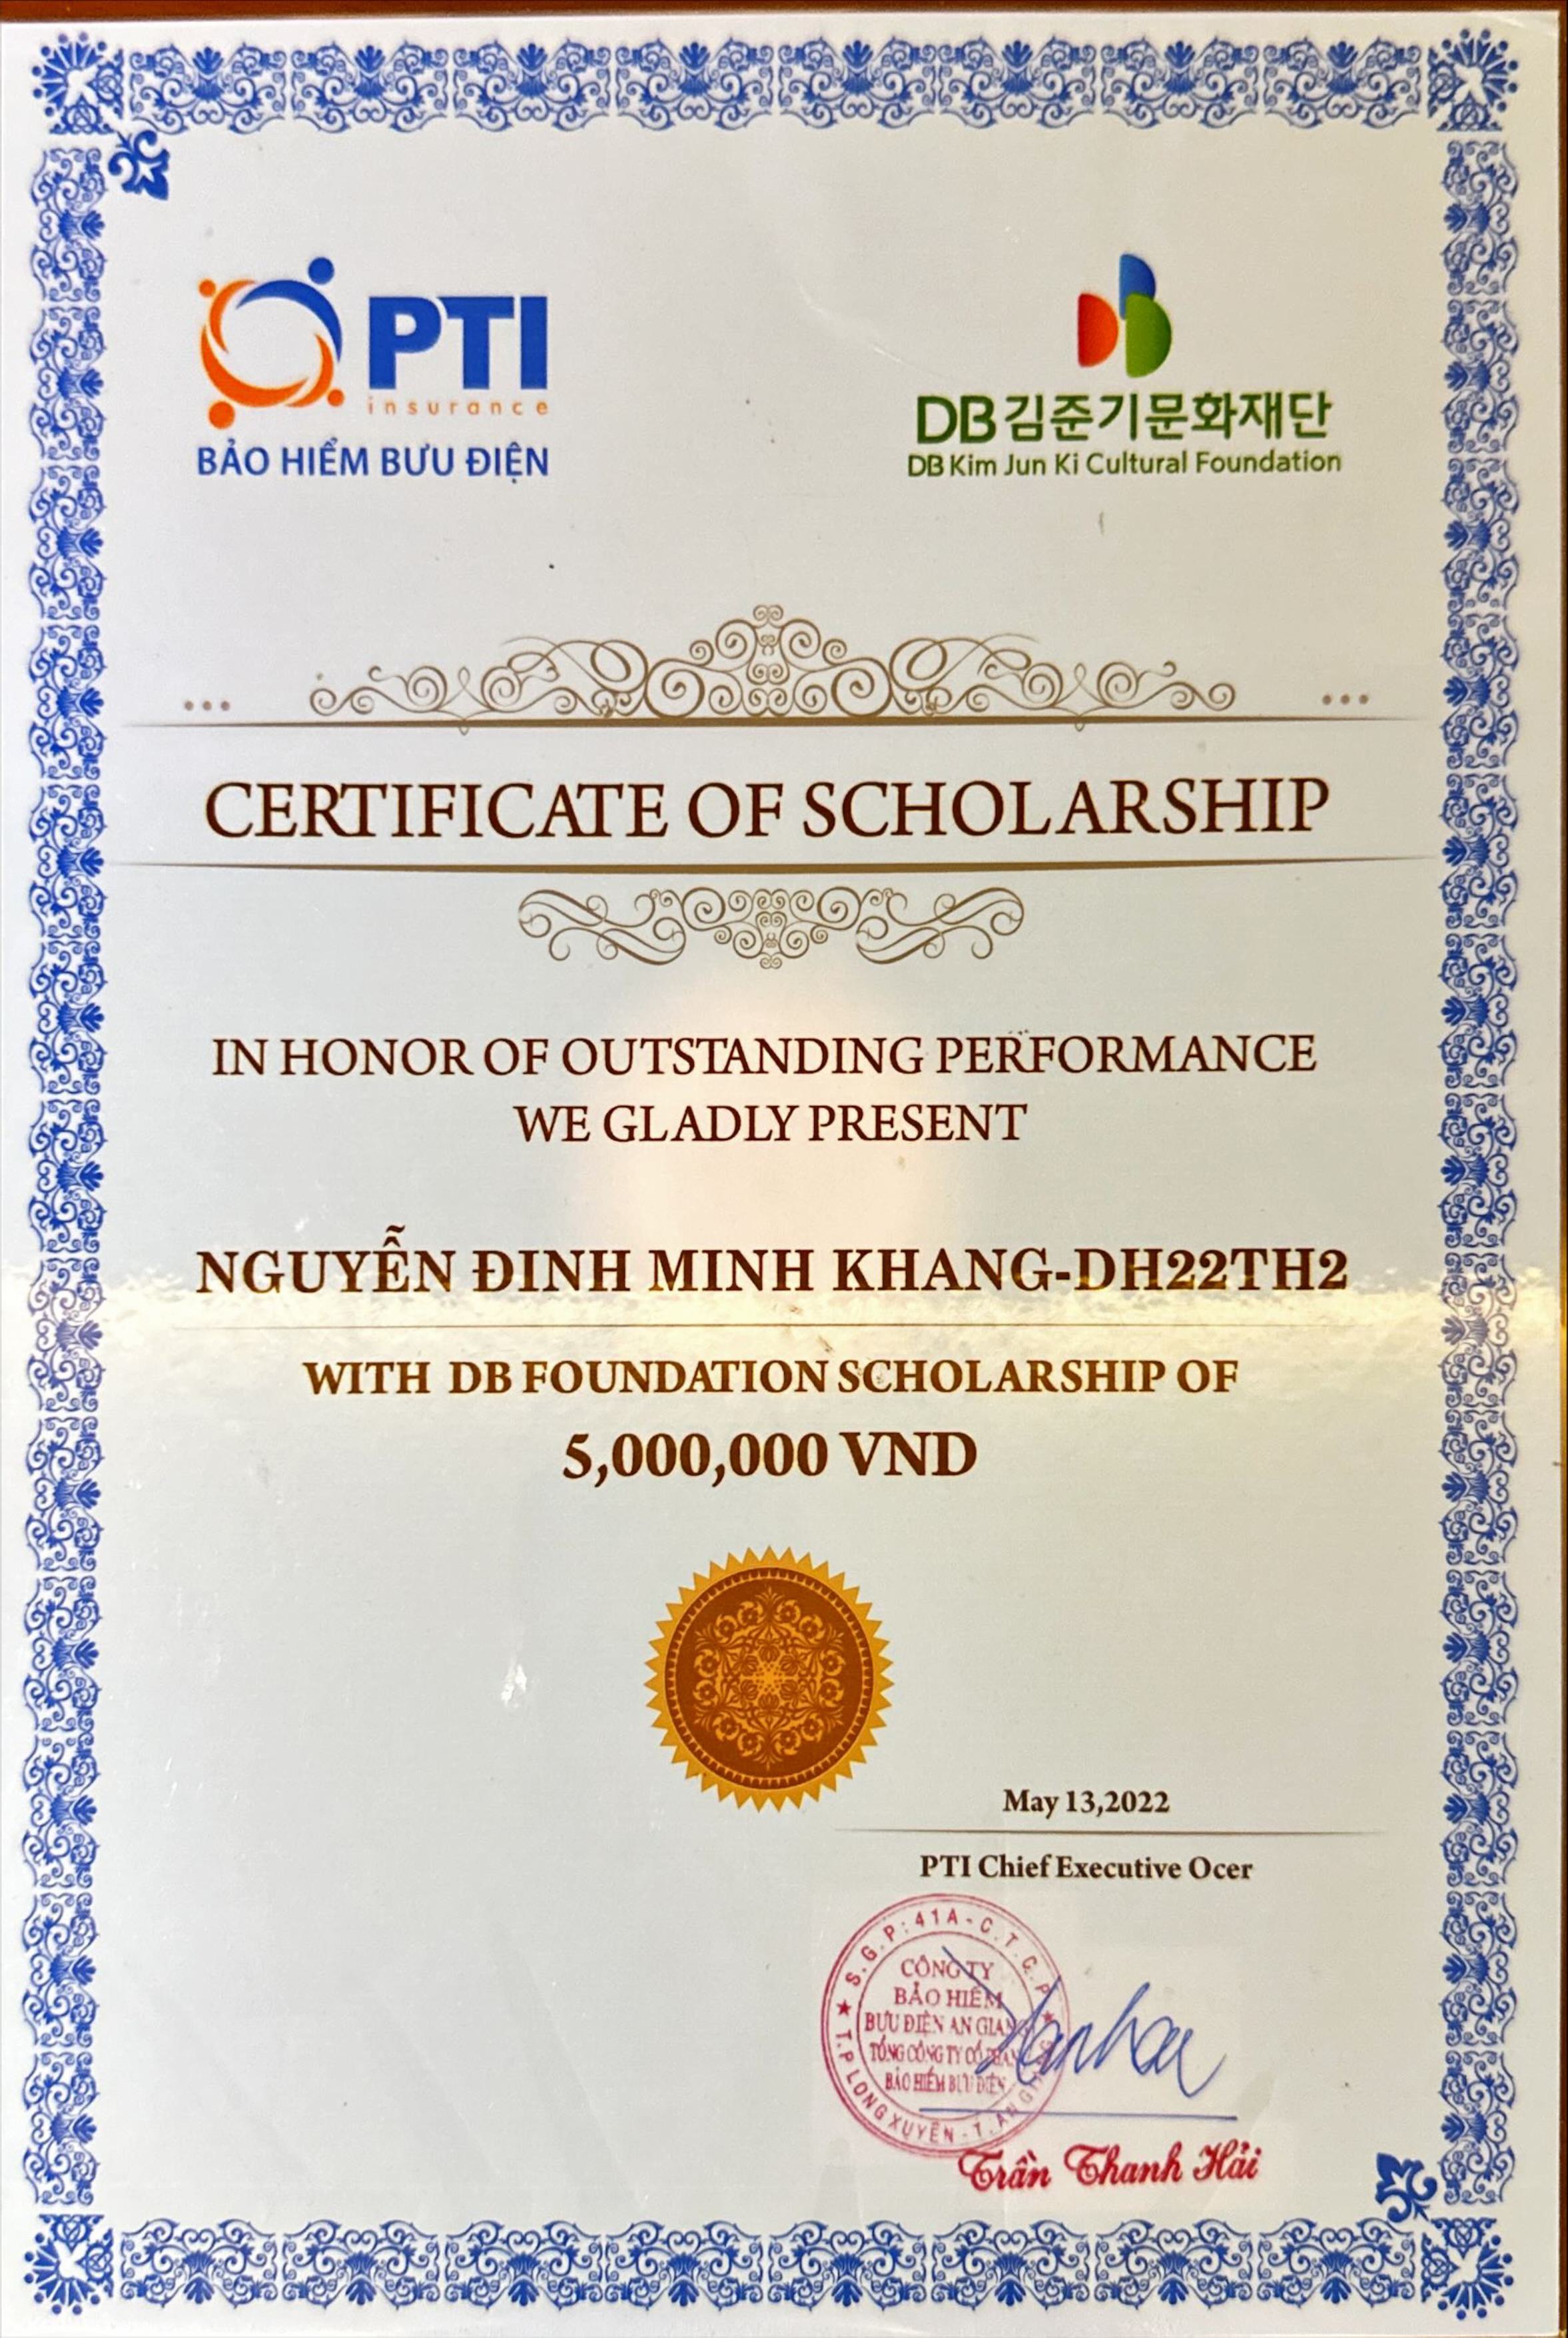 PTI
insurance
BẢO HIỂM BƯU ĐIỆN
DB김준기문화재단
DB Kim Jun Ki Cultural Foundation
CERTIFICATE OF SCHOLARSHIP
IN HONOR OF OUTSTANDING PERFORMANCE
WE GLADLY PRESENT
NGUYỄN ĐINH MINH KHANG-DH22TH2
WITH DB FOUNDATION SCHOLARSHIP OF
5,000,000 VND
May 13,2022
PTI Chief Executive Ocer
S.G.P:41A-C.T.C.P
CÔNG TY
BẢO HIỂM
BƯU ĐIỆN AN GIANG
TỔNG CÔNG TY CỔ PHẦN
BẢO HIỂM BƯU ĐIỆN
T.P LONG XUYÊN - T. AN GIANG
Trần Thanh Hải